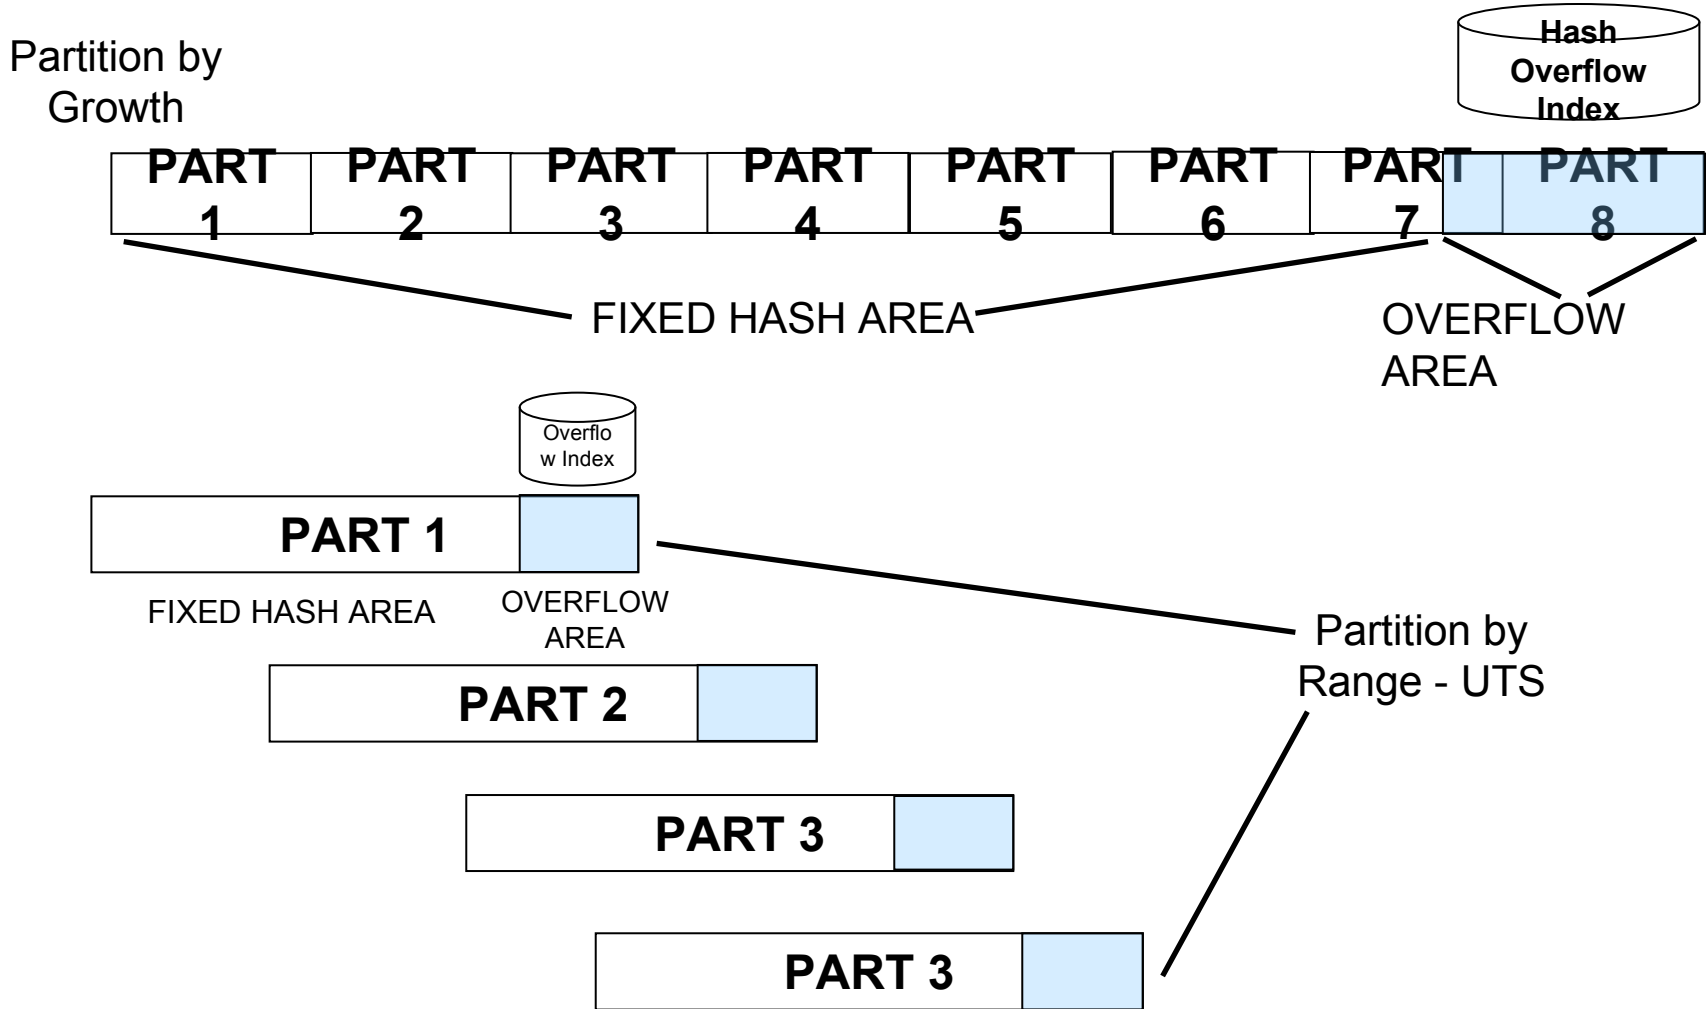 Partition by
Growth
Hash
Overflow
Index
PART PART PART PART PART PART PART PART
1 2 3 4 5 6 7 8
FIXED HASH AREA
OVERFLOW
AREA
Overflo
w Index
PART 1
FIXED HASH AREA
OVERFLOW
AREA
Partition by
Range - UTS
PART 2
PART 3
PART 3